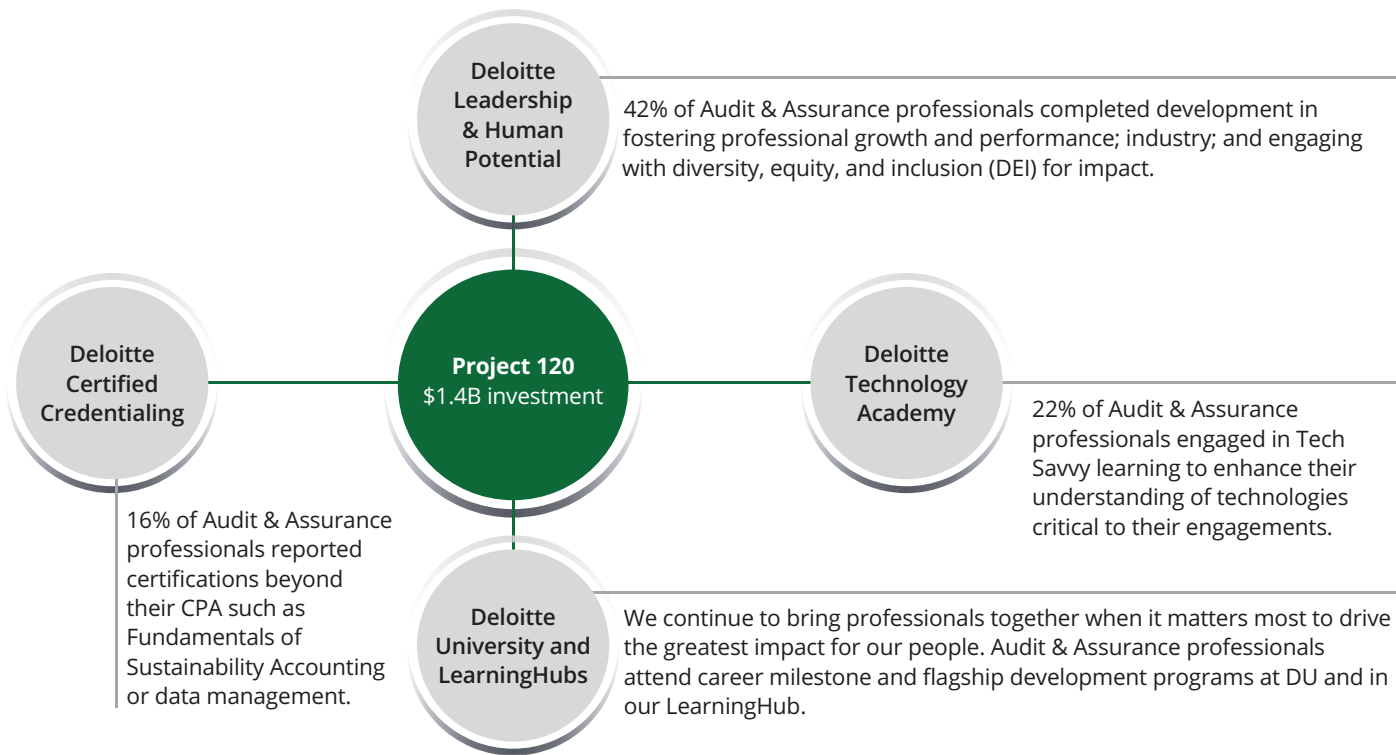 Deloitte
Leadership
& Human
Potential
42% of Audit & Assurance professionals completed development in
fostering professional growth and performance; industry; and engaging
with diversity, equity, and inclusion (DEI) for impact.
Deloitte
Certified
Credentialing
16% of Audit & Assurance
professionals reported
certifications beyond
their CPA such as
Fundamentals of
Sustainability Accounting
or data management.
Project 120
$1.4B investment
Deloitte
Technology
Academy
22% of Audit & Assurance
professionals engaged in Tech
Savvy learning to enhance their
understanding of technologies
critical to their engagements.
Deloitte
University and
LearningHubs
We continue to bring professionals together when it matters most to drive
the greatest impact for our people. Audit & Assurance professionals
attend career milestone and flagship development programs at DU and in
our LearningHub.